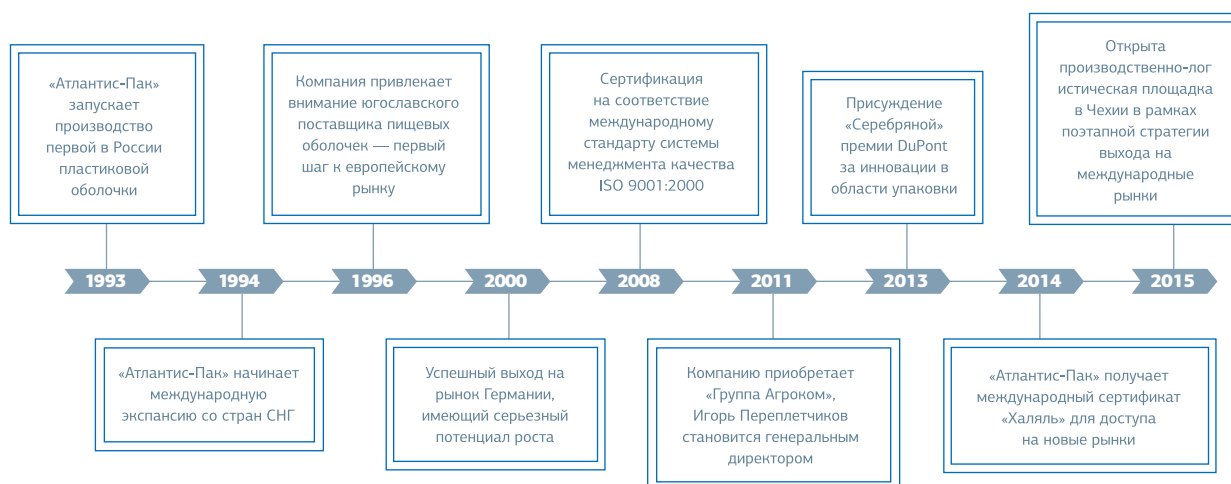 «Атлантис-Пак»
запускает
производство
первой в России
пластиковой
оболочки
Компания привлекает
внимание югославского
поставщика пищевых
оболочек — первый
шаг к европейскому
рынку
Сертификация
на соответствие
международному
стандарту системы
менеджмента качества
ISO 9001:2000
Присуждение
«Серебряной»
премии DuPont
за инновации в
области упаковки
Открыта
производственно-лог
истическая площадка
в Чехии в рамках
поэтапной стратегии
выхода на
международные
рынки
1993
1994
1996
2000
2008
2011
2013
2014
2015
«Атлантис-Пак» начинает
международную
экспансию со стран СНГ
Успешный выход на
рынок Германии,
имеющий серьезный
потенциал роста
Компанию приобретает
«Группа Агроком»,
Игорь Переплетчиков
становится генеральным
директором
«Атлантис-Пак» получает
международный сертификат
«Халяль» для доступа
на новые рынки